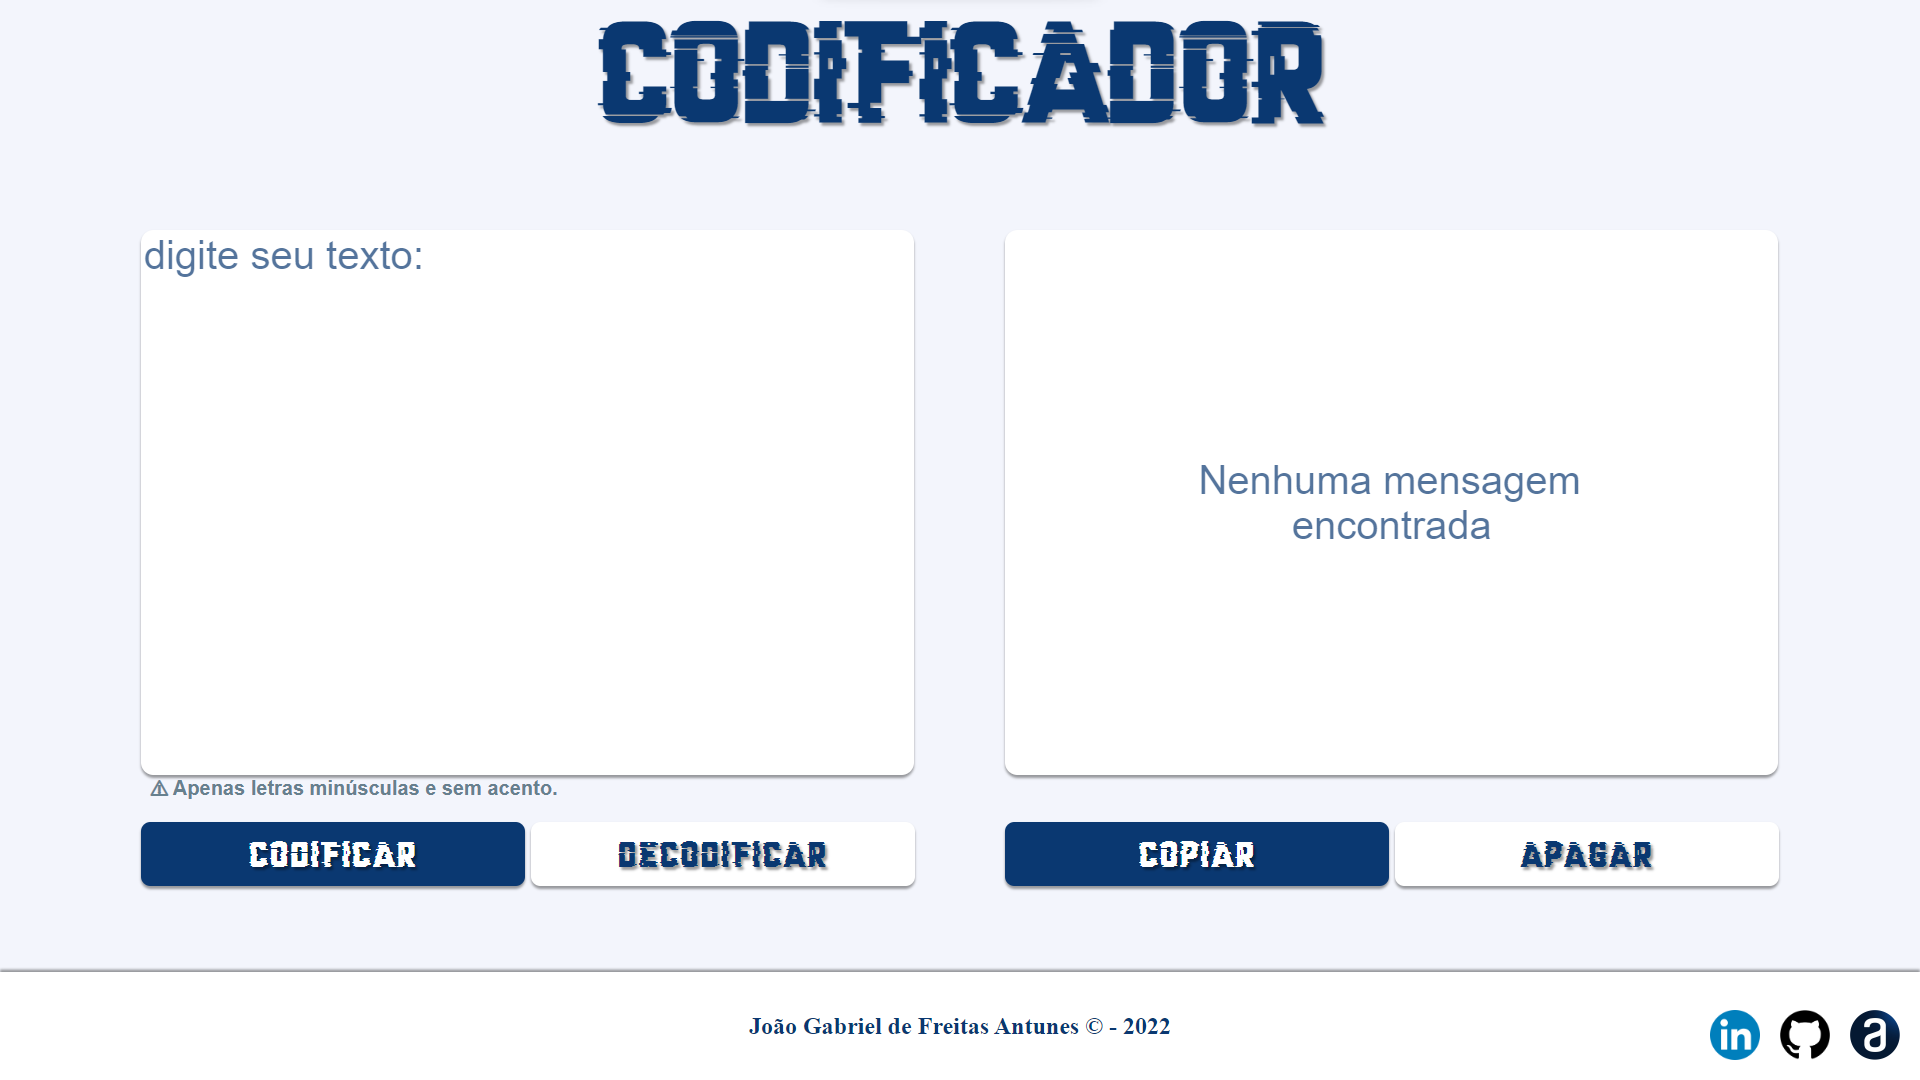 CODIFICADOR
digite seu texto:
Nenhuma mensagem
encontrada
⚠ Apenas letras minúsculas e sem acento.
CODIFICAR
DECODIFICAR
COPIAR
APAGAR
João Gabriel de Freitas Antunes © - 2022
in
a